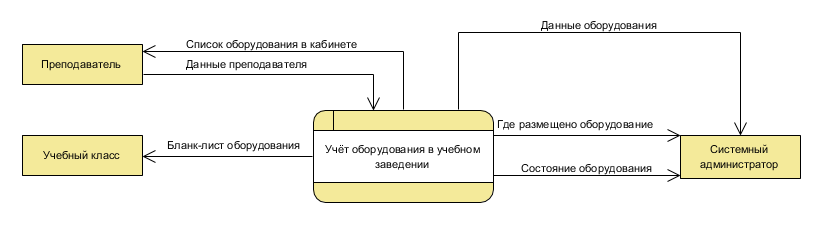 Данные оборудования
Список оборудования в кабинете
Преподаватель
Данные преподавателя
Где размещено оборудование
Бланк-лист оборудования
Учебный класс
Учёт оборудования в учебном
заведении
Системный
администратор
Состояние оборудования